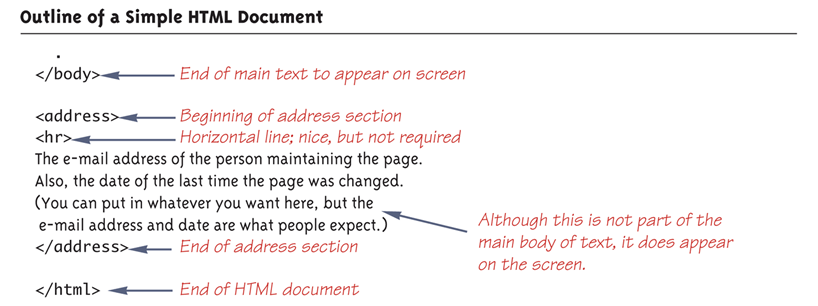 Outline of a Simple HTML Document
.
</body> End of main text to appear on screen
<address> Beginning of address section
<hr> Horizontal line; nice, but not required
The e-mail address of the person maintaining the page.
Also, the date of the last time the page was changed.
(You can put in whatever you want here, but the
e-mail address and date are what people expect.)
Although this is not part of the
main body of text, it does appear
on the screen.
</address> End of address section
</html> End of HTML document